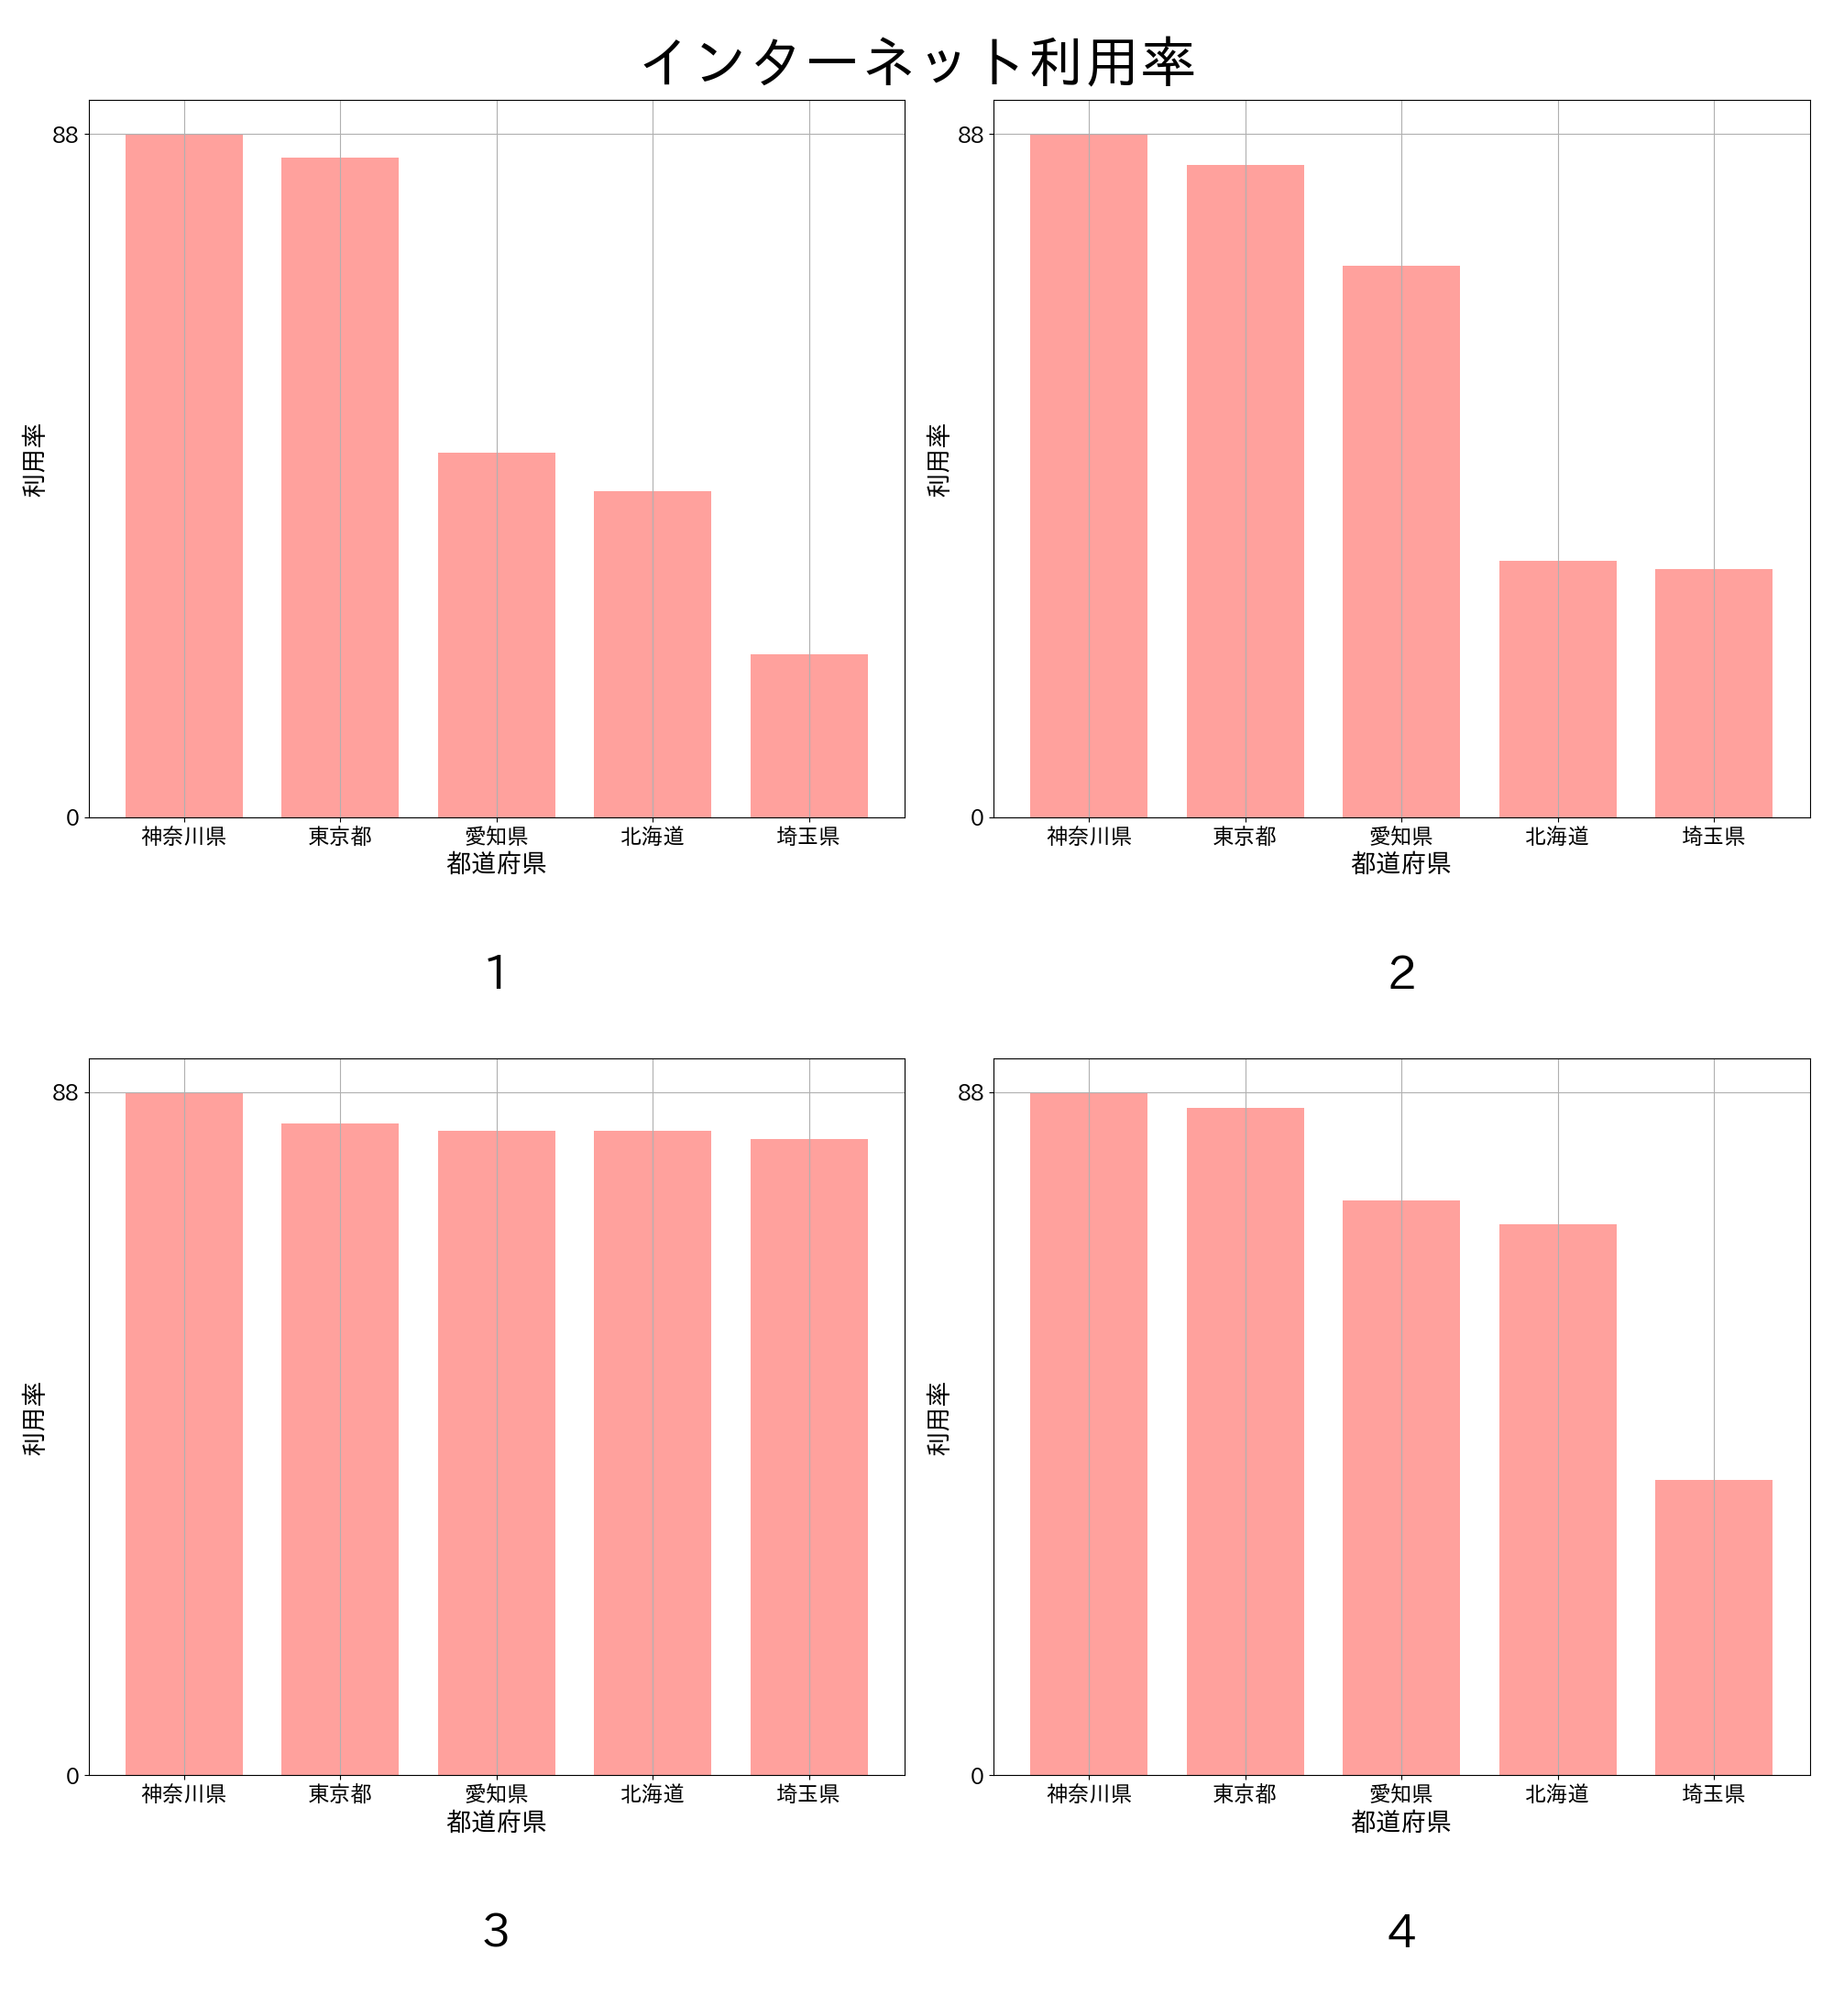 インターネット利用率
88
0
利用率
神奈川県 東京都 愛知県 北海道 埼玉県
都道府県
1
88
0
利用率
神奈川県 東京都 愛知県 北海道 埼玉県
都道府県
2
88
0
利用率
神奈川県 東京都 愛知県 北海道 埼玉県
都道府県
3
88
0
利用率
神奈川県 東京都 愛知県 北海道 埼玉県
都道府県
4